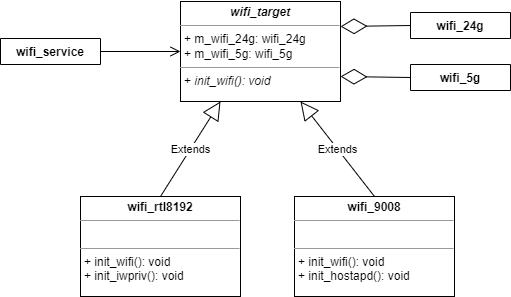 wifi_target
+ m_wifi_24g: wifi_24g
+ m_wifi_5g: wifi_5g
+ init_wifi(): void
wifi_24g
wifi_5g
wifi_service
Extends
Extends
wifi_rtl8192
+ init_wifi(): void
+ init_iwpriv(): void
wifi_9008
+ init_wifi(): void
+ init_hostapd(): void